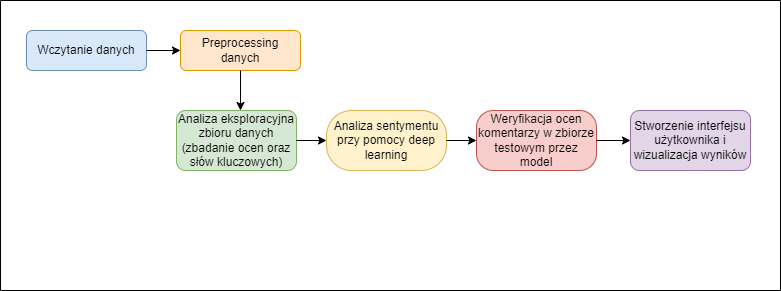 Wczytanie danych
Preprocessing
danych
Analiza eksploracyjna
zbioru danych
(zbadanie ocen oraz
słów kluczowych)
Analiza sentymentu
przy pomocy deep
learning
Weryfikacja ocen
komentarzy w zbiorze
testowym przez
model
Stworzenie interfejsu
użytkownika i
wizualizacja wyników